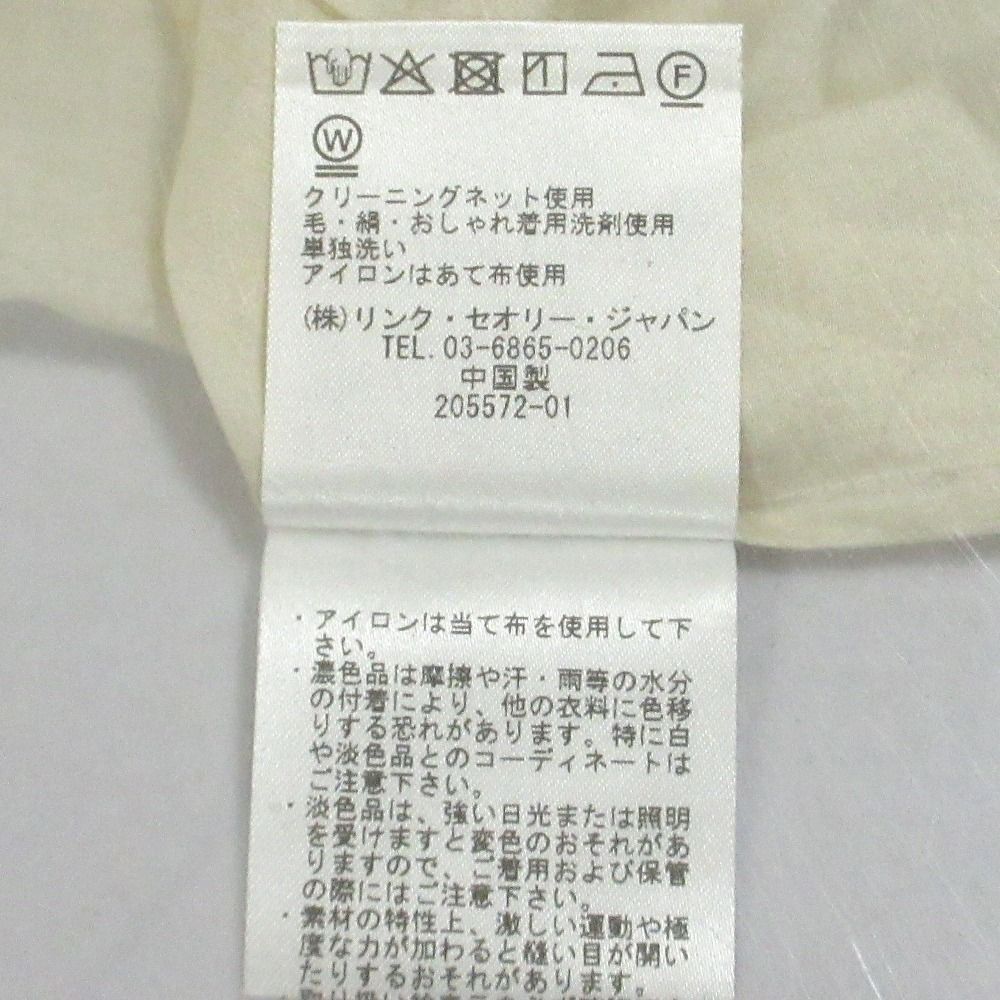 F
W
クリーニングネット使用
毛・絹・おしゃれ着用洗剤使用
単独洗い
アイロンはあて布使用
(株)リンク・セオリー・ジャパン
TEL. 03-6865-0206
中国製
205572-01
・アイロンは当て布を使用して下
さい。
・濃色品は摩擦や汗・雨等の水分
の付着により、他の衣料に色移
りする恐れがあります。特に白
や淡色品とのコーディネートは
ご注意下さい。
・淡色品は、強い日光または照明
を受けますと変色のおそれがあ
りますので、ご着用および保管
の際にはご注意下さい。
・素材の特性上、激しい運動や極
度な力が加わると縫い目が開い
たりするおそれがあります。